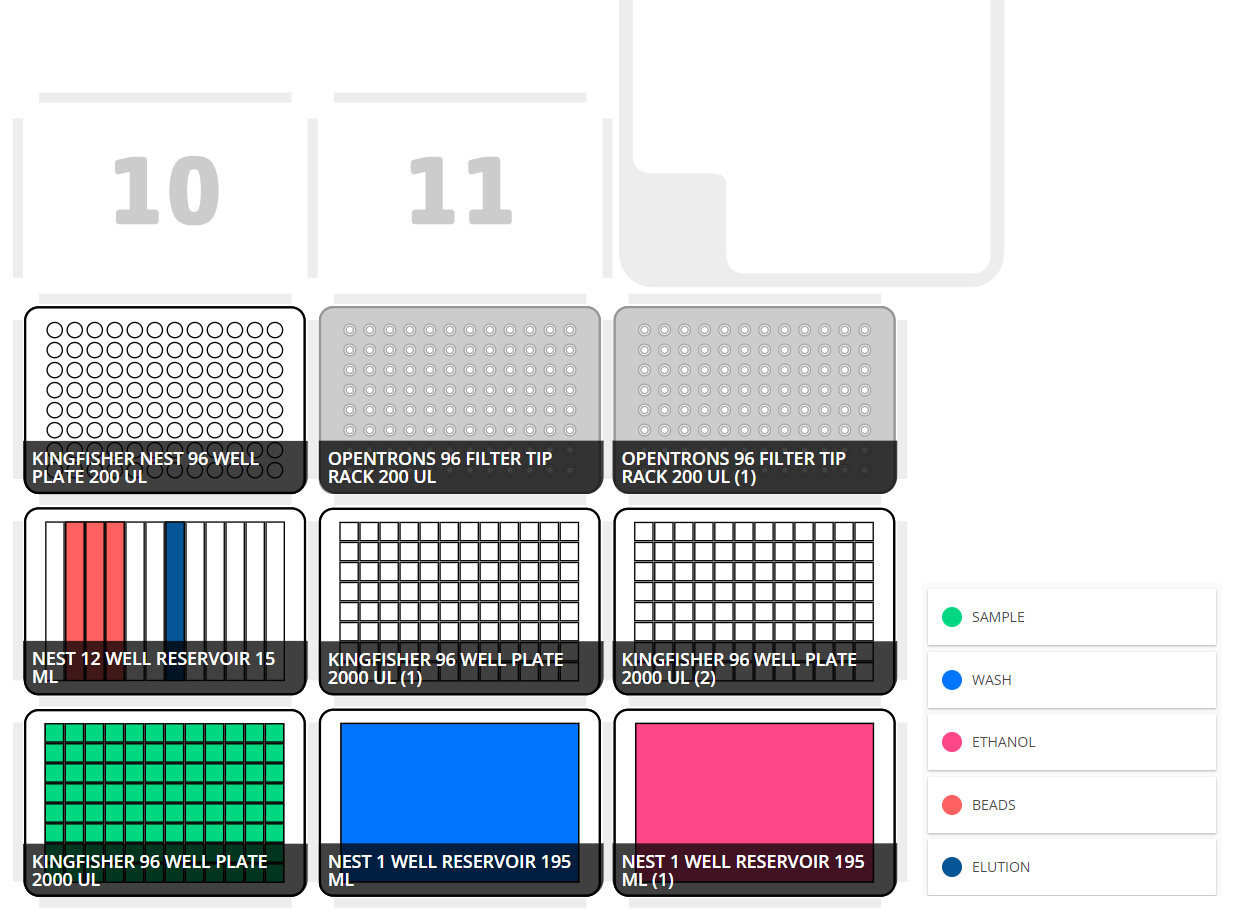 10
11
KINGFISHER NEST 96 WELL
PLATE 200 UL
OPENTRONS 96 FILTER TIP
RACK 200 UL
OPENTRONS 96 FILTER TIP
RACK 200 UL (1)
NEST 12 WELL RESERVOIR 15
ML
KINGFISHER 96 WELL PLATE
2000 UL (1)
KINGFISHER 96 WELL PLATE
2000 UL (2)
KINGFISHER 96 WELL PLATE
2000 UL
NEST 1 WELL RESERVOIR 195
ML
NEST 1 WELL RESERVOIR 195
ML (1)
SAMPLE
WASH
ETHANOL
BEADS
ELUTION